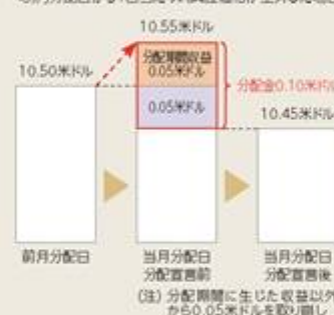 10.55米ドル
10.50米ドル
分配期間収益
0.05米ドル
分配金0.10米ドル
0.05米ドル
10.45米ドル
前月分配日
当月分配日
分配宣言前
当月分配日
分配宣言後
(注) 分配期間に生じた収益以外
から0.05米ドルを取り崩し